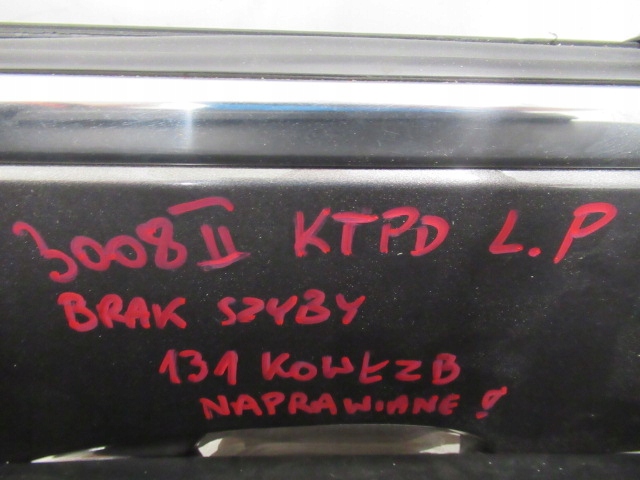 3008 II KTPD L.P
BRAK SZYBY
131 KOWŁZB
NAPRAWIANE!